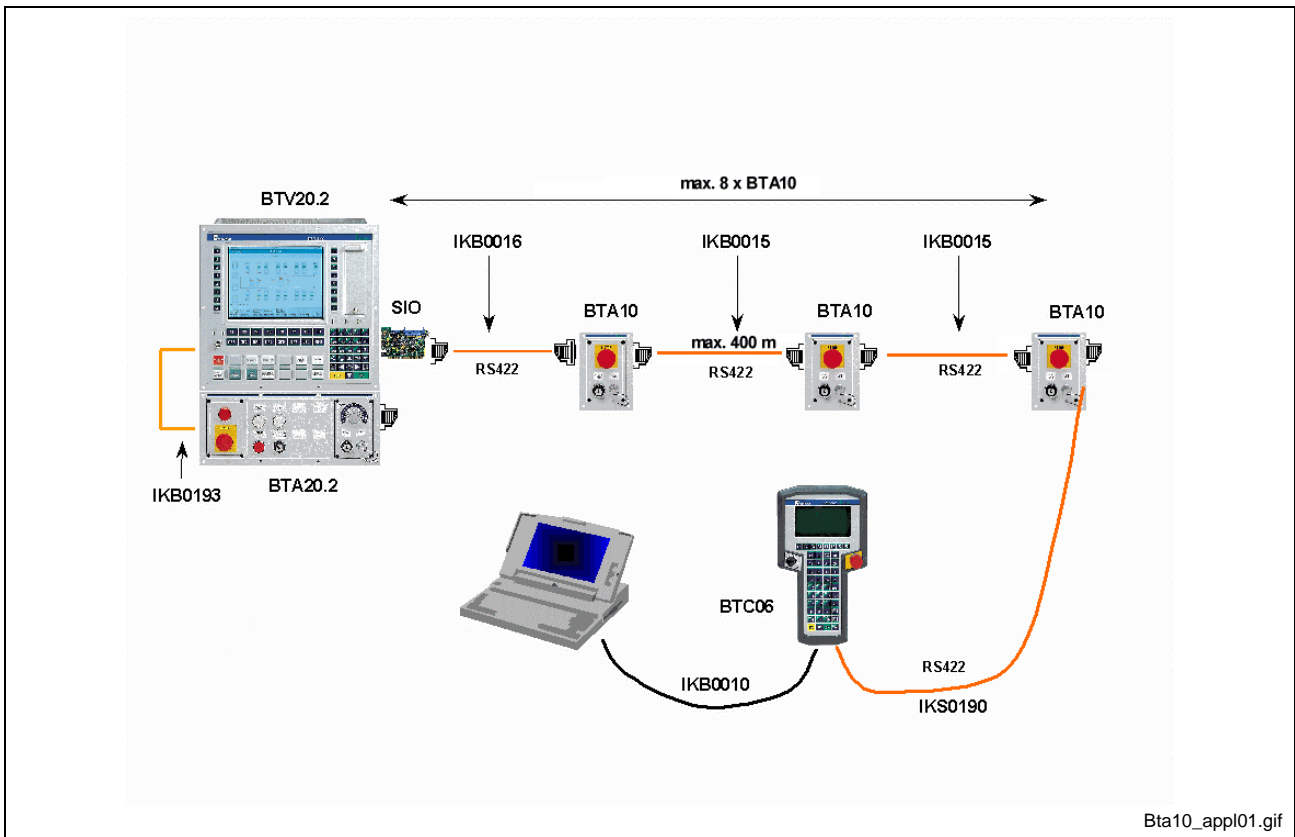 max. 8 x BTA10
BTV20.2
IKB0016
IKB0015
IKB0015
SIO
BTA10
BTA10
BTA10
max. 400 m
RS422
RS422
RS422
IKB0193
BTA20.2
BTC06
RS422
IKB0010
IKS0190
Bta10_appl01.gif